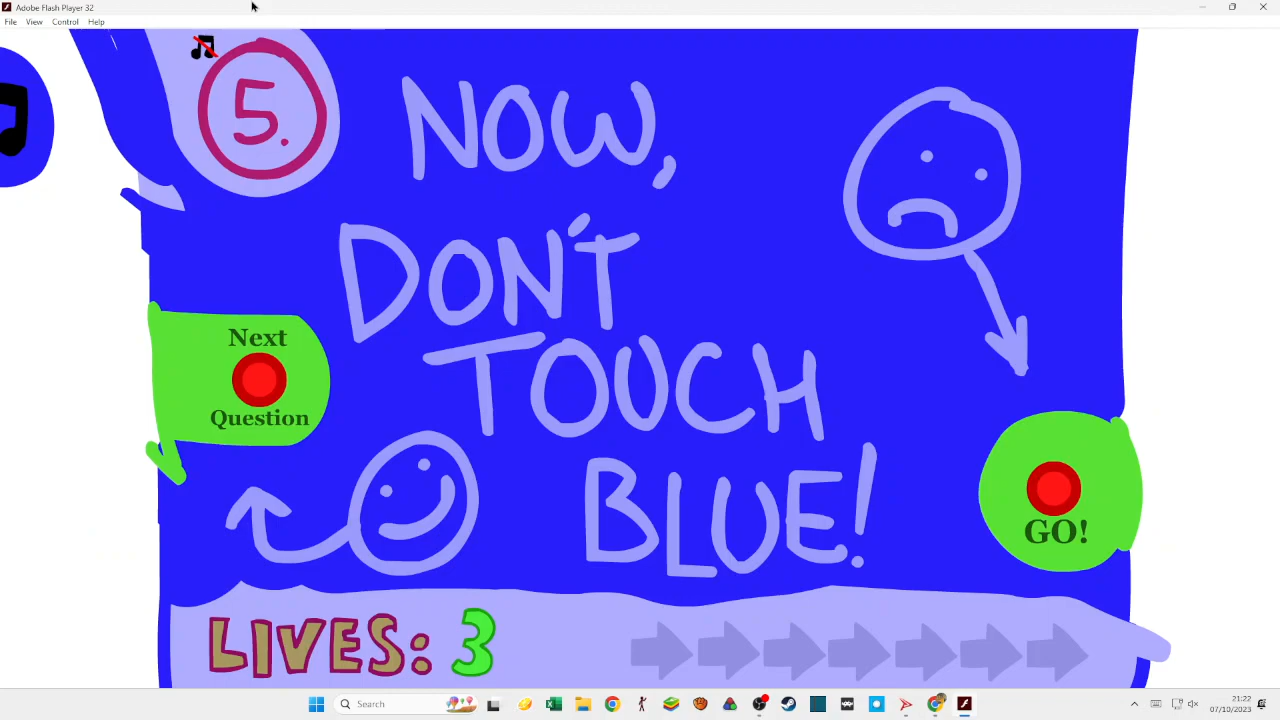 Adobe Flash Player 32
File View Control Help
5.
NOW,
DON'T
TOUCH
BLUE!
Next
Question
GO!
LIVES: 3
Search
21:22
07/10/2023